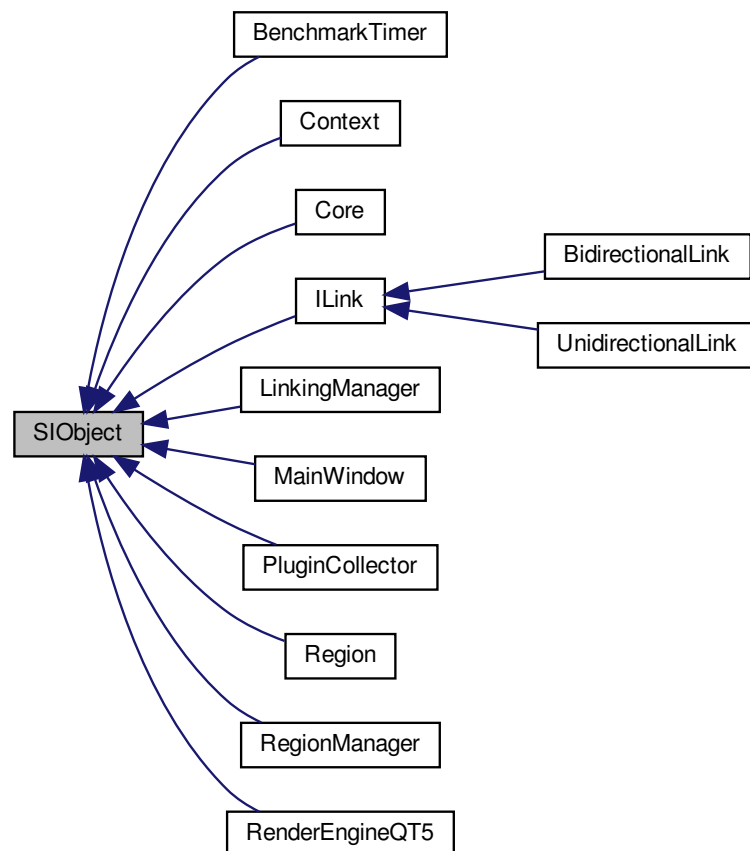 BenchmarkTimer
Context
Core
BidirectionalLink
ILink
UnidirectionalLink
LinkingManager
SIObject
MainWindow
PluginCollector
Region
RegionManager
RenderEngineQT5